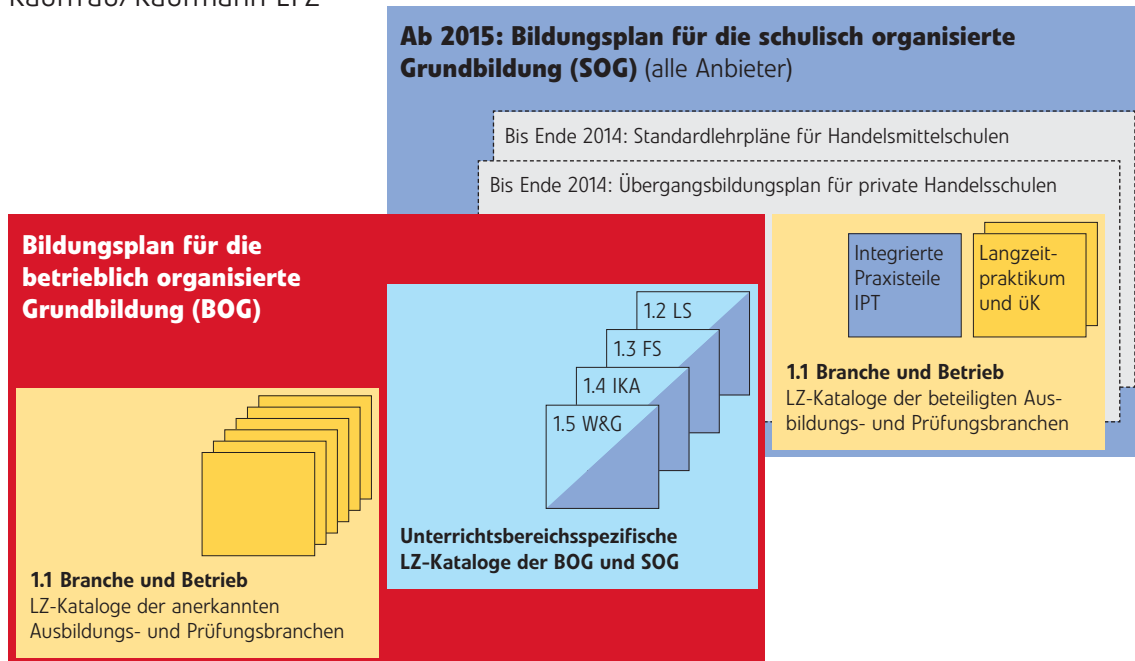 Kauffrau/Kaufmann EFZ
Ab 2015: Bildungsplan für die schulisch organisierte
Grundbildung (SOG) (alle Anbieter)
Bis Ende 2014: Standardlehrpläne für Handelsmittelschulen
Bis Ende 2014: Übergangsbildungsplan für private Handelsschulen
Bildungsplan für die
betrieblich organisierte
Grundbildung (BOG)
1.1 Branche und Betrieb
LZ-Kataloge der anerkannten
Ausbildungs- und Prüfungsbranchen
1.2 LS
1.3 FS
1.4 IKA
1.5 W&G
Unterrichtsbereichsspezifische
LZ-Kataloge der BOG und SOG
Integrierte
Praxisteile
IPT
Langzeit-
praktikum
und üK
1.1 Branche und Betrieb
LZ-Kataloge der beteiligten Aus-
bildungs- und Prüfungsbranchen